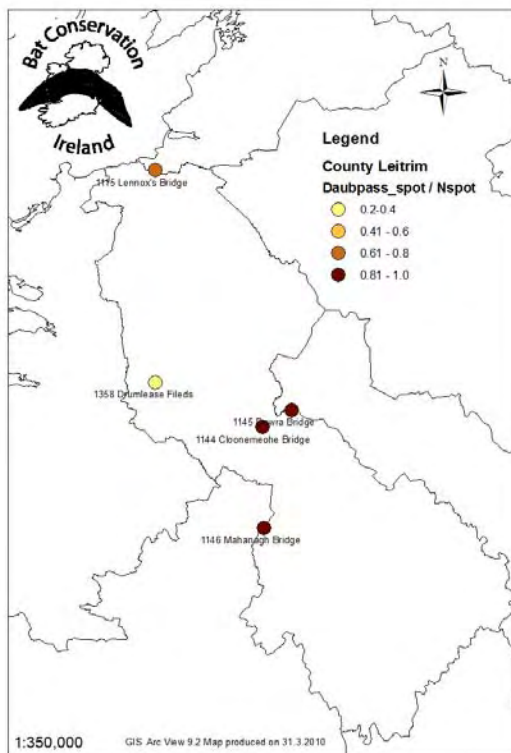 Bat Conservation
Ireland
N
Legend
County Leitrim
Daubpass_spot / Nspot
0.2-0.4
0.41 - 0.6
0.61 - 0.8
0.81 - 1.0
1175 Lennox's Bridge
1358 Drumlease Fileds
1145 Dowra Bridge
1144 Cloonemeohe Bridge
1146 Mahanagh Bridge
1:350,000
GIS Arc View 9.2 Map produced on 31.3.2010